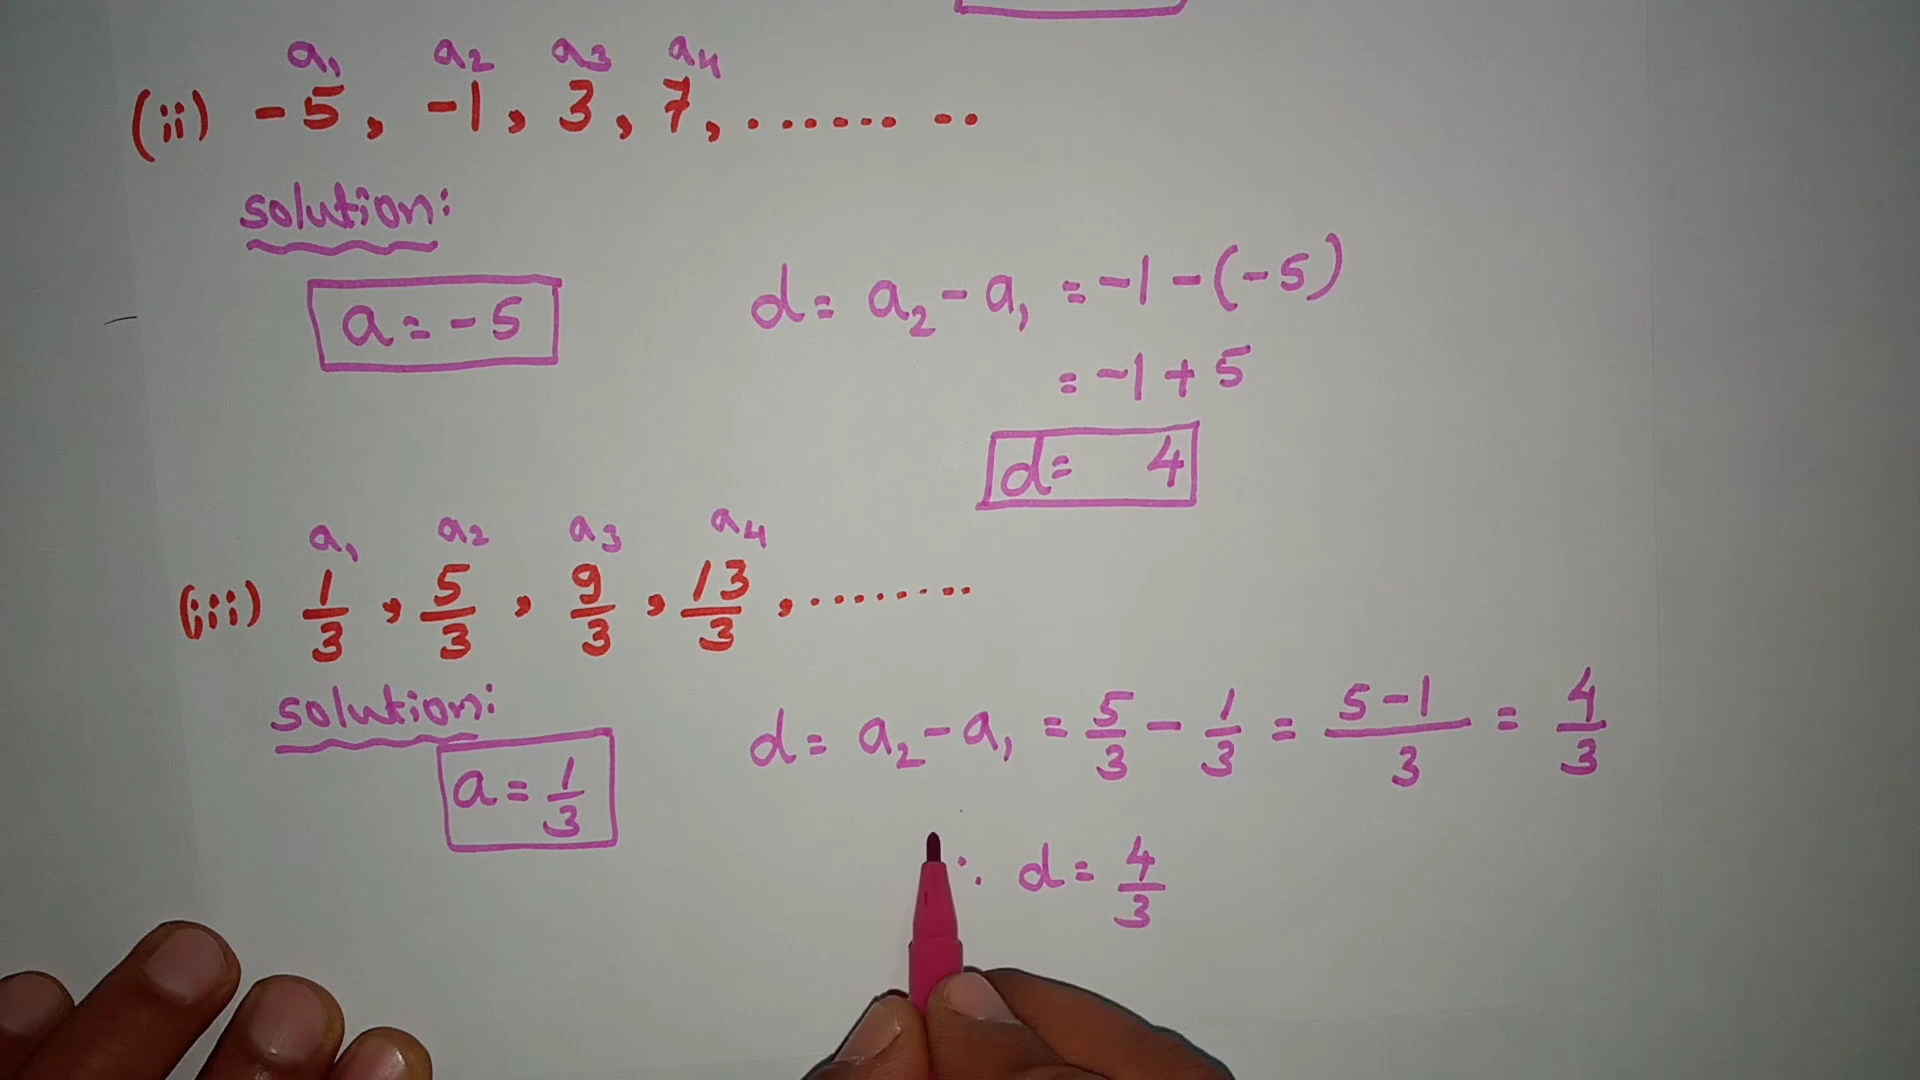 a₁ a₂ a₃ a₄
(ii) -5, -1, 3, 7, .........
solution:
a = -5
d = a₂ - a₁ = -1 - (-5)
= -1 + 5
d = 4
a₁ a₂ a₃ a₄
(iii) 1/3, 5/3, 9/3, 13/3, .........
solution:
a = 1/3
d = a₂ - a₁ = 5/3 - 1/3 = (5-1)/3 = 4/3
∴ d = 4/3